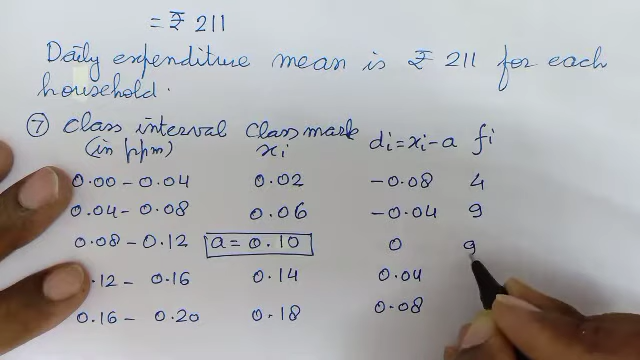 = ₹ 211
Daily expenditure mean is ₹ 211 for each
household.
⑦ Class interval Class mark di = xi - a fi
(in ppm) xi
0.00 - 0.04 0.02 -0.08 4
0.04 - 0.08 0.06 -0.04 9
0.08 - 0.12 a = 0.10 0 9
.12 - 0.16 0.14 0.04
0.16 - 0.20 0.18 0.08